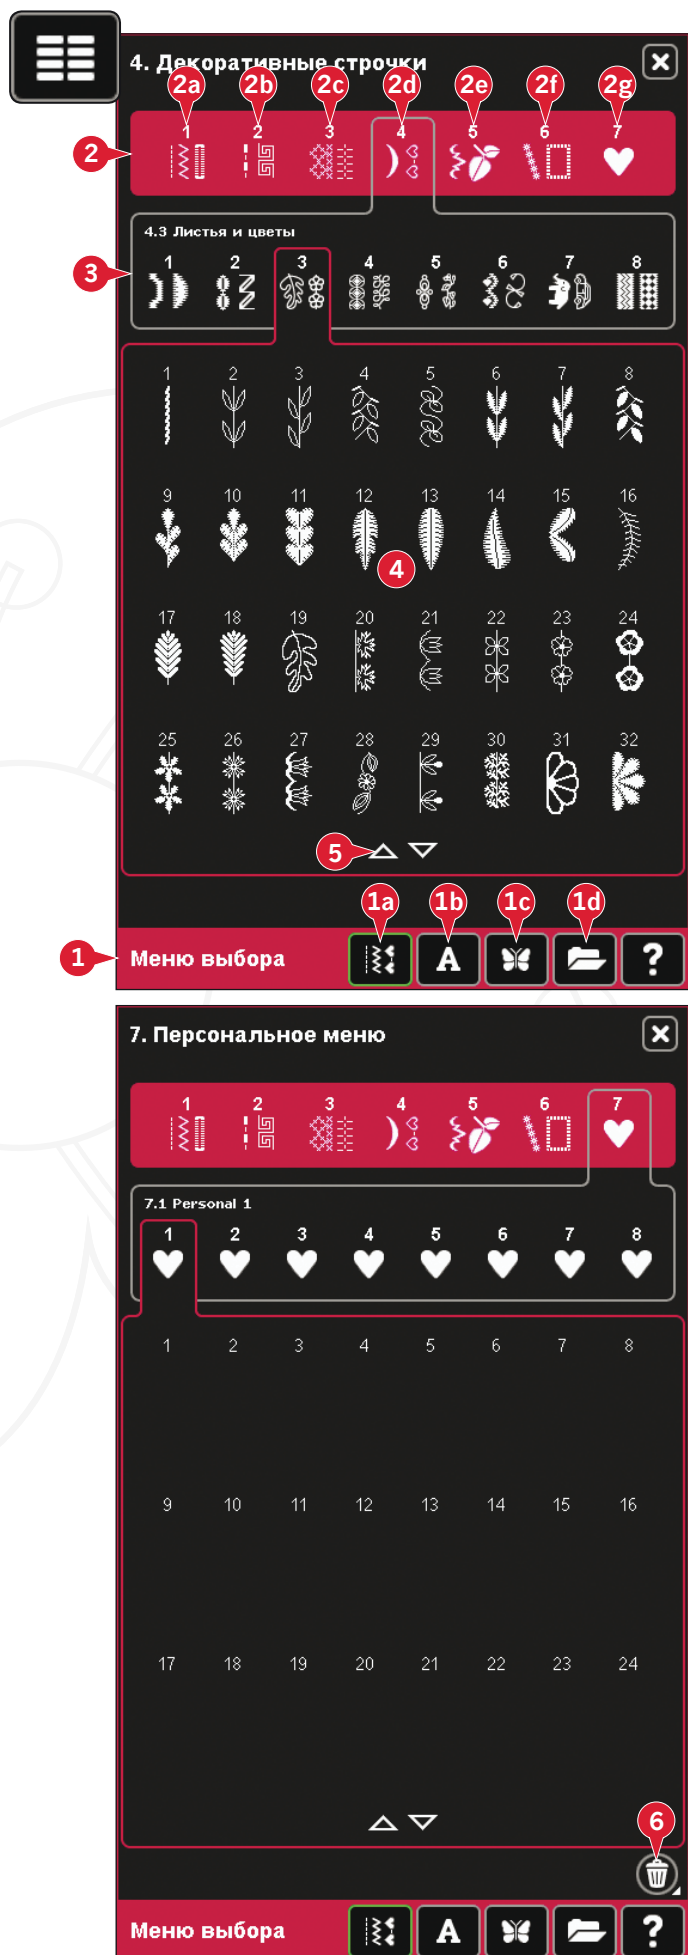 4. Декоративные строчки
2a 2b 2c 2d 2e 2f 2g
1 2 3 4 5 6 7
2
4.3 Листья и цветы
3
1 2 3 4 5 6 7 8
1 2 3 4 5 6 7 8
9 10 11 12 13 14 15 16
4
17 18 19 20 21 22 23 24
25 26 27 28 29 30 31 32
5
1a 1b 1c 1d
1
Меню выбора A ?
7. Персональное меню
1 2 3 4 5 6 7
7.1 Personal 1
1 2 3 4 5 6 7 8
1 2 3 4 5 6 7 8
9 10 11 12 13 14 15 16
17 18 19 20 21 22 23 24
6
Меню выбора A ?